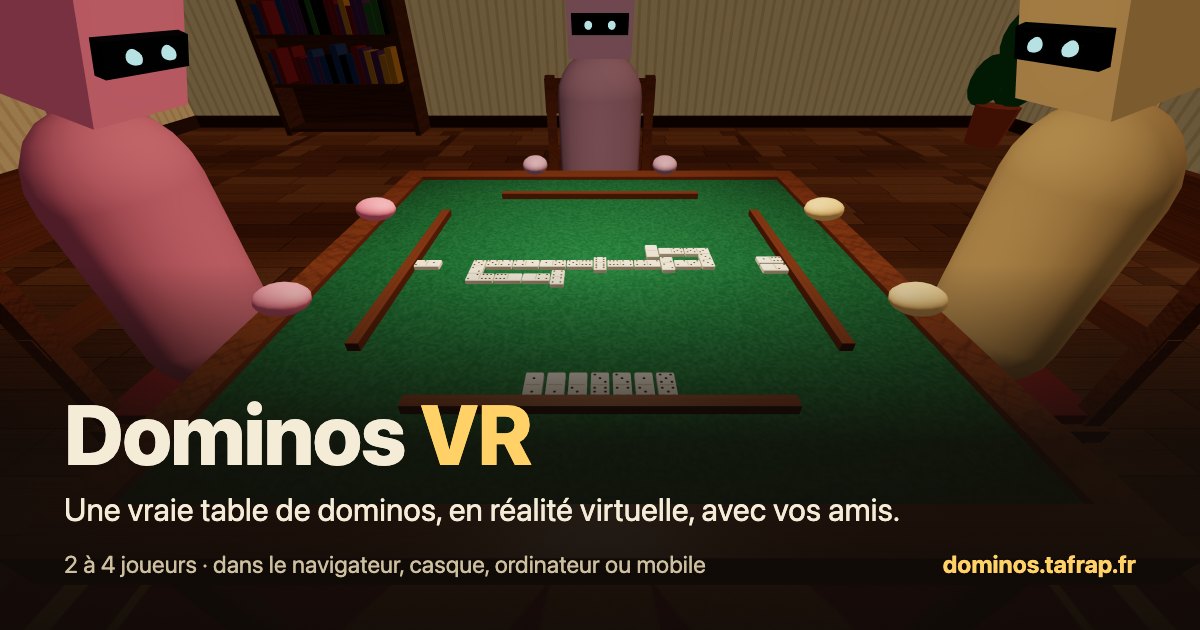 Dominos VR
Une vraie table de dominos, en réalité virtuelle, avec vos amis.
2 à 4 joueurs · dans le navigateur, casque, ordinateur ou mobile
dominos.tafrap.fr